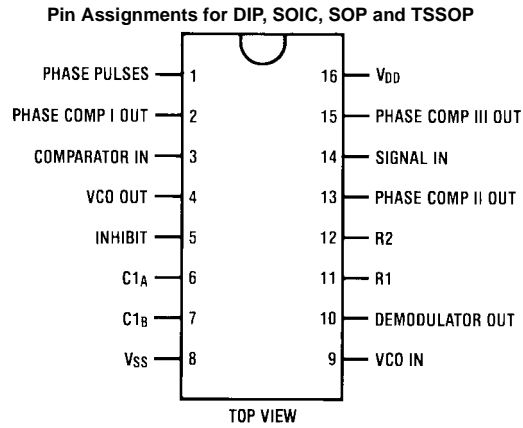 Pin Assignments for DIP, SOIC, SOP and TSSOP
PHASE PULSES 1 16 VDD
PHASE COMP I OUT 2 15 PHASE COMP III OUT
COMPARATOR IN 3 14 SIGNAL IN
VCO OUT 4 13 PHASE COMP II OUT
INHIBIT 5 12 R2
C1A 6 11 R1
C1B 7 10 DEMODULATOR OUT
VSS 8 9 VCO IN
TOP VIEW